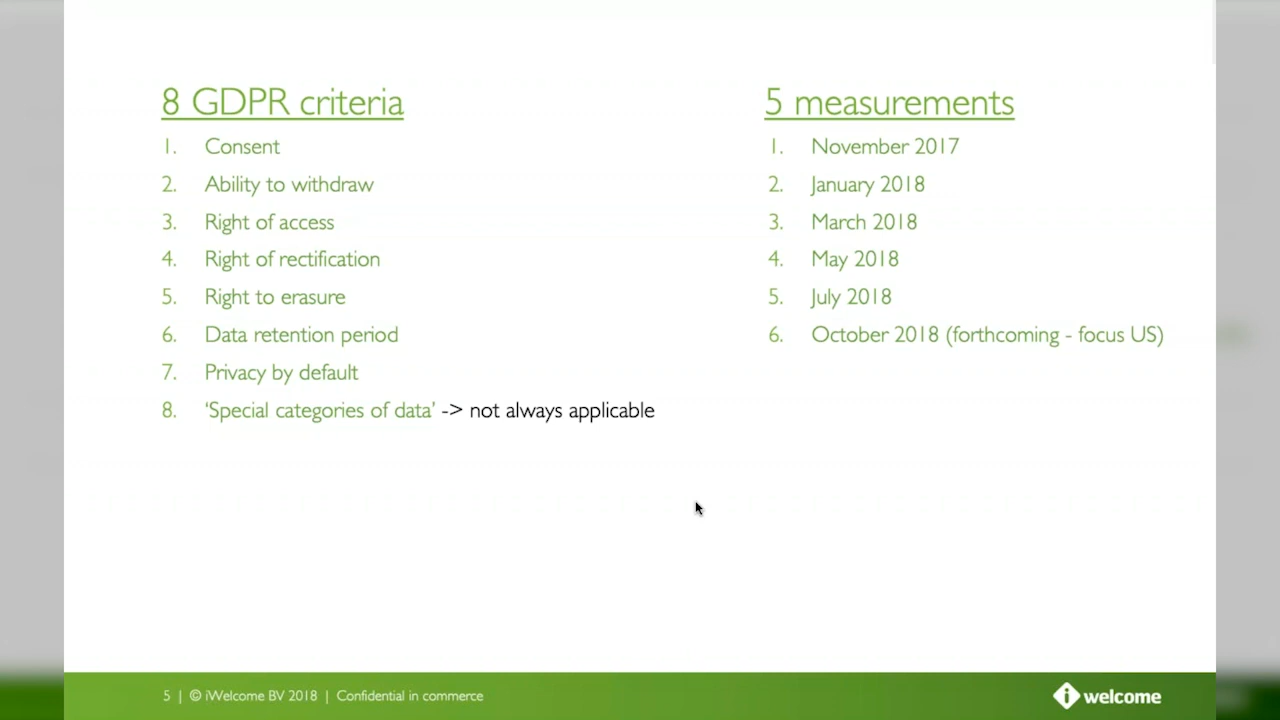 8 GDPR criteria
1. Consent
2. Ability to withdraw
3. Right of access
4. Right of rectification
5. Right to erasure
6. Data retention period
7. Privacy by default
8. ‘Special categories of data’ -> not always applicable
5 measurements
1. November 2017
2. January 2018
3. March 2018
4. May 2018
5. July 2018
6. October 2018 (forthcoming - focus US)
5 | © iWelcome BV 2018 | Confidential in commerce
i welcome